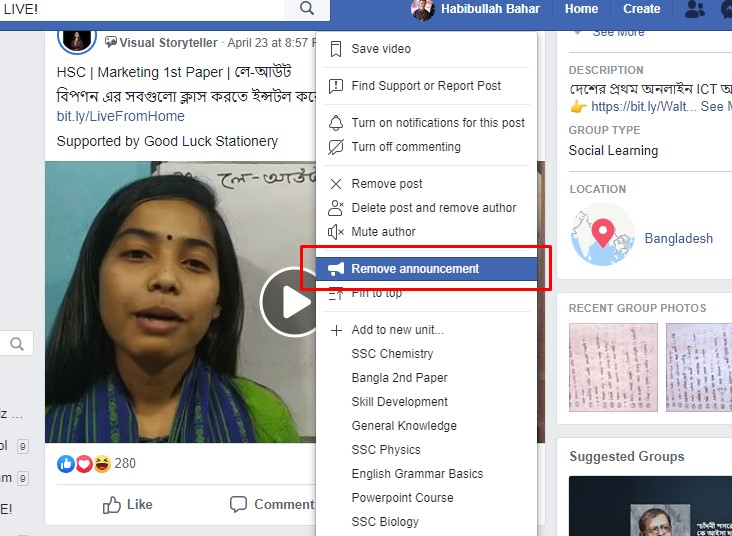 LIVE!
Habibullah Bahar
Home
Create
Visual Storyteller · April 23 at 8:57
HSC | Marketing 1st Paper | লে-আউট
বিপণন এর সবগুলো ক্লাস করতে ইন্সটল
bit.ly/LiveFromHome
Supported by Good Luck Stationery
লে-আউট
Save video
Find Support or Report Post
Turn on notifications for this post
Turn off commenting
Remove post
Delete post and remove author
Mute author
Remove announcement
Pin to top
Add to new unit...
SSC Chemistry
Bangla 2nd Paper
Skill Development
General Knowledge
SSC Physics
English Grammar Basics
Powerpoint Course
SSC Biology
280
Like
Comment
9
9
E!
See More
DESCRIPTION
দেশের প্রথম অনলাইন ICT
https://bit.ly/Walt... See
GROUP TYPE
Social Learning
LOCATION
Bangladesh
RECENT GROUP PHOTOS
Suggested Groups